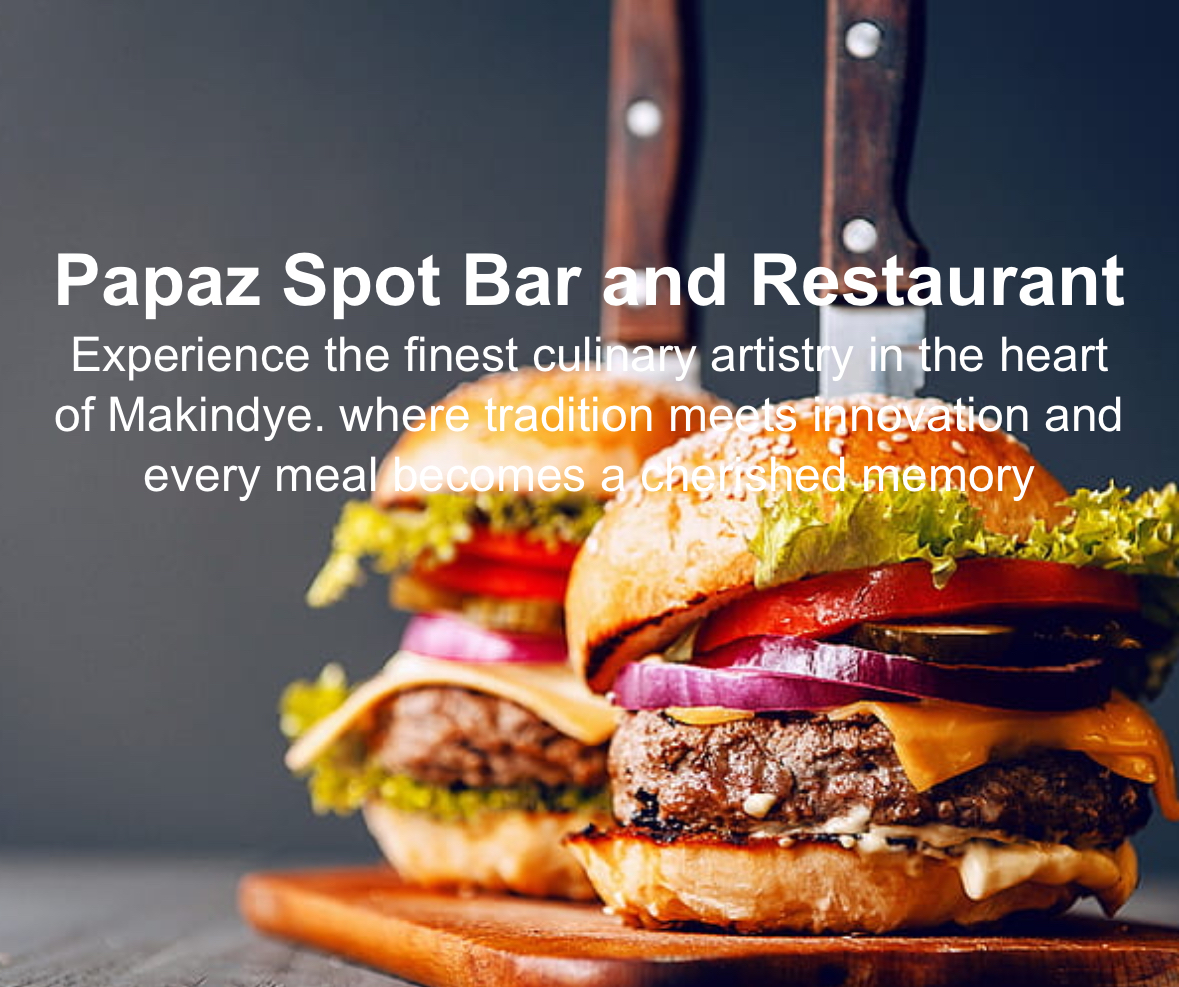 Papaz Spot Bar and Restaurant
Experience the finest culinary artistry in the heart
of Makindye. where tradition meets innovation and
every meal becomes a cherished memory